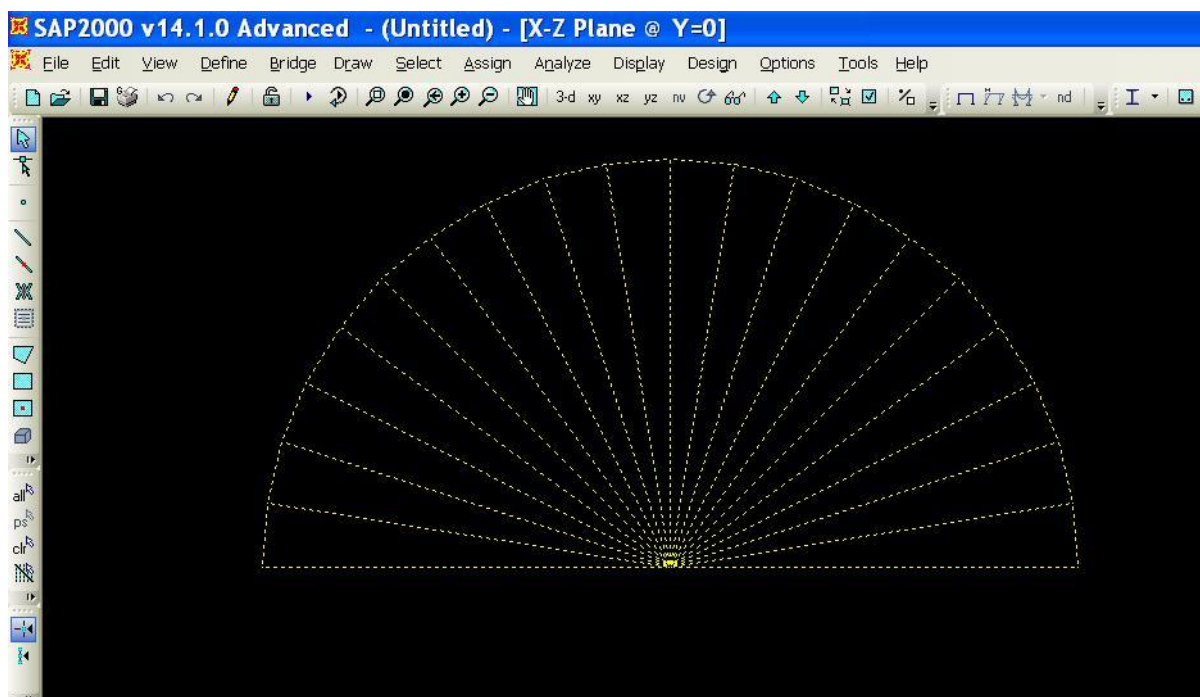 SAP2000 v14.1.0 Advanced - (Untitled) - [X-Z Plane @ Y=0]
File Edit View Define Bridge Draw Select Assign Analyze Display Design Options Tools Help
3-d xy xz yz nv nd
all
ps
clr